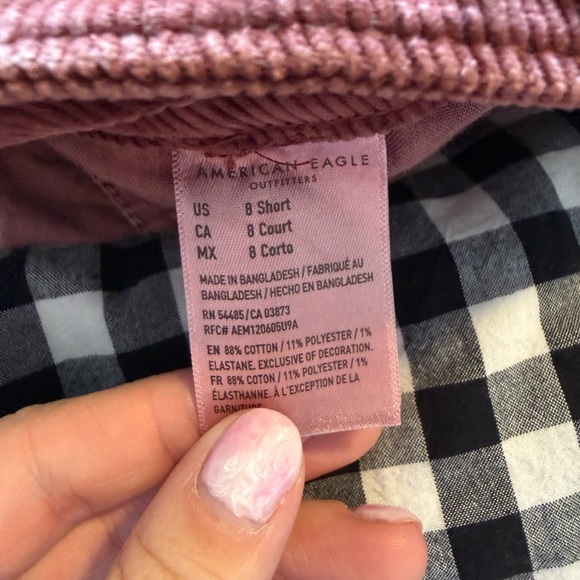 AMERICAN EAGLE
OUTFITTERS
US 8 Short
CA 8 Court
MX 8 Corto
MADE IN BANGLADESH / FABRIQUÉ AU
BANGLADESH / HECHO EN BANGLADESH
RN 54485/CA 03873
RFC# AEM120605U9A
EN 88% COTTON / 11% POLYESTER / 1%
ELASTANE. EXCLUSIVE OF DECORATION.
FR 88% COTON / 11% POLYESTER / 1%
ÉLASTHANNE. À L'EXCEPTION DE LA
GARNITURE.